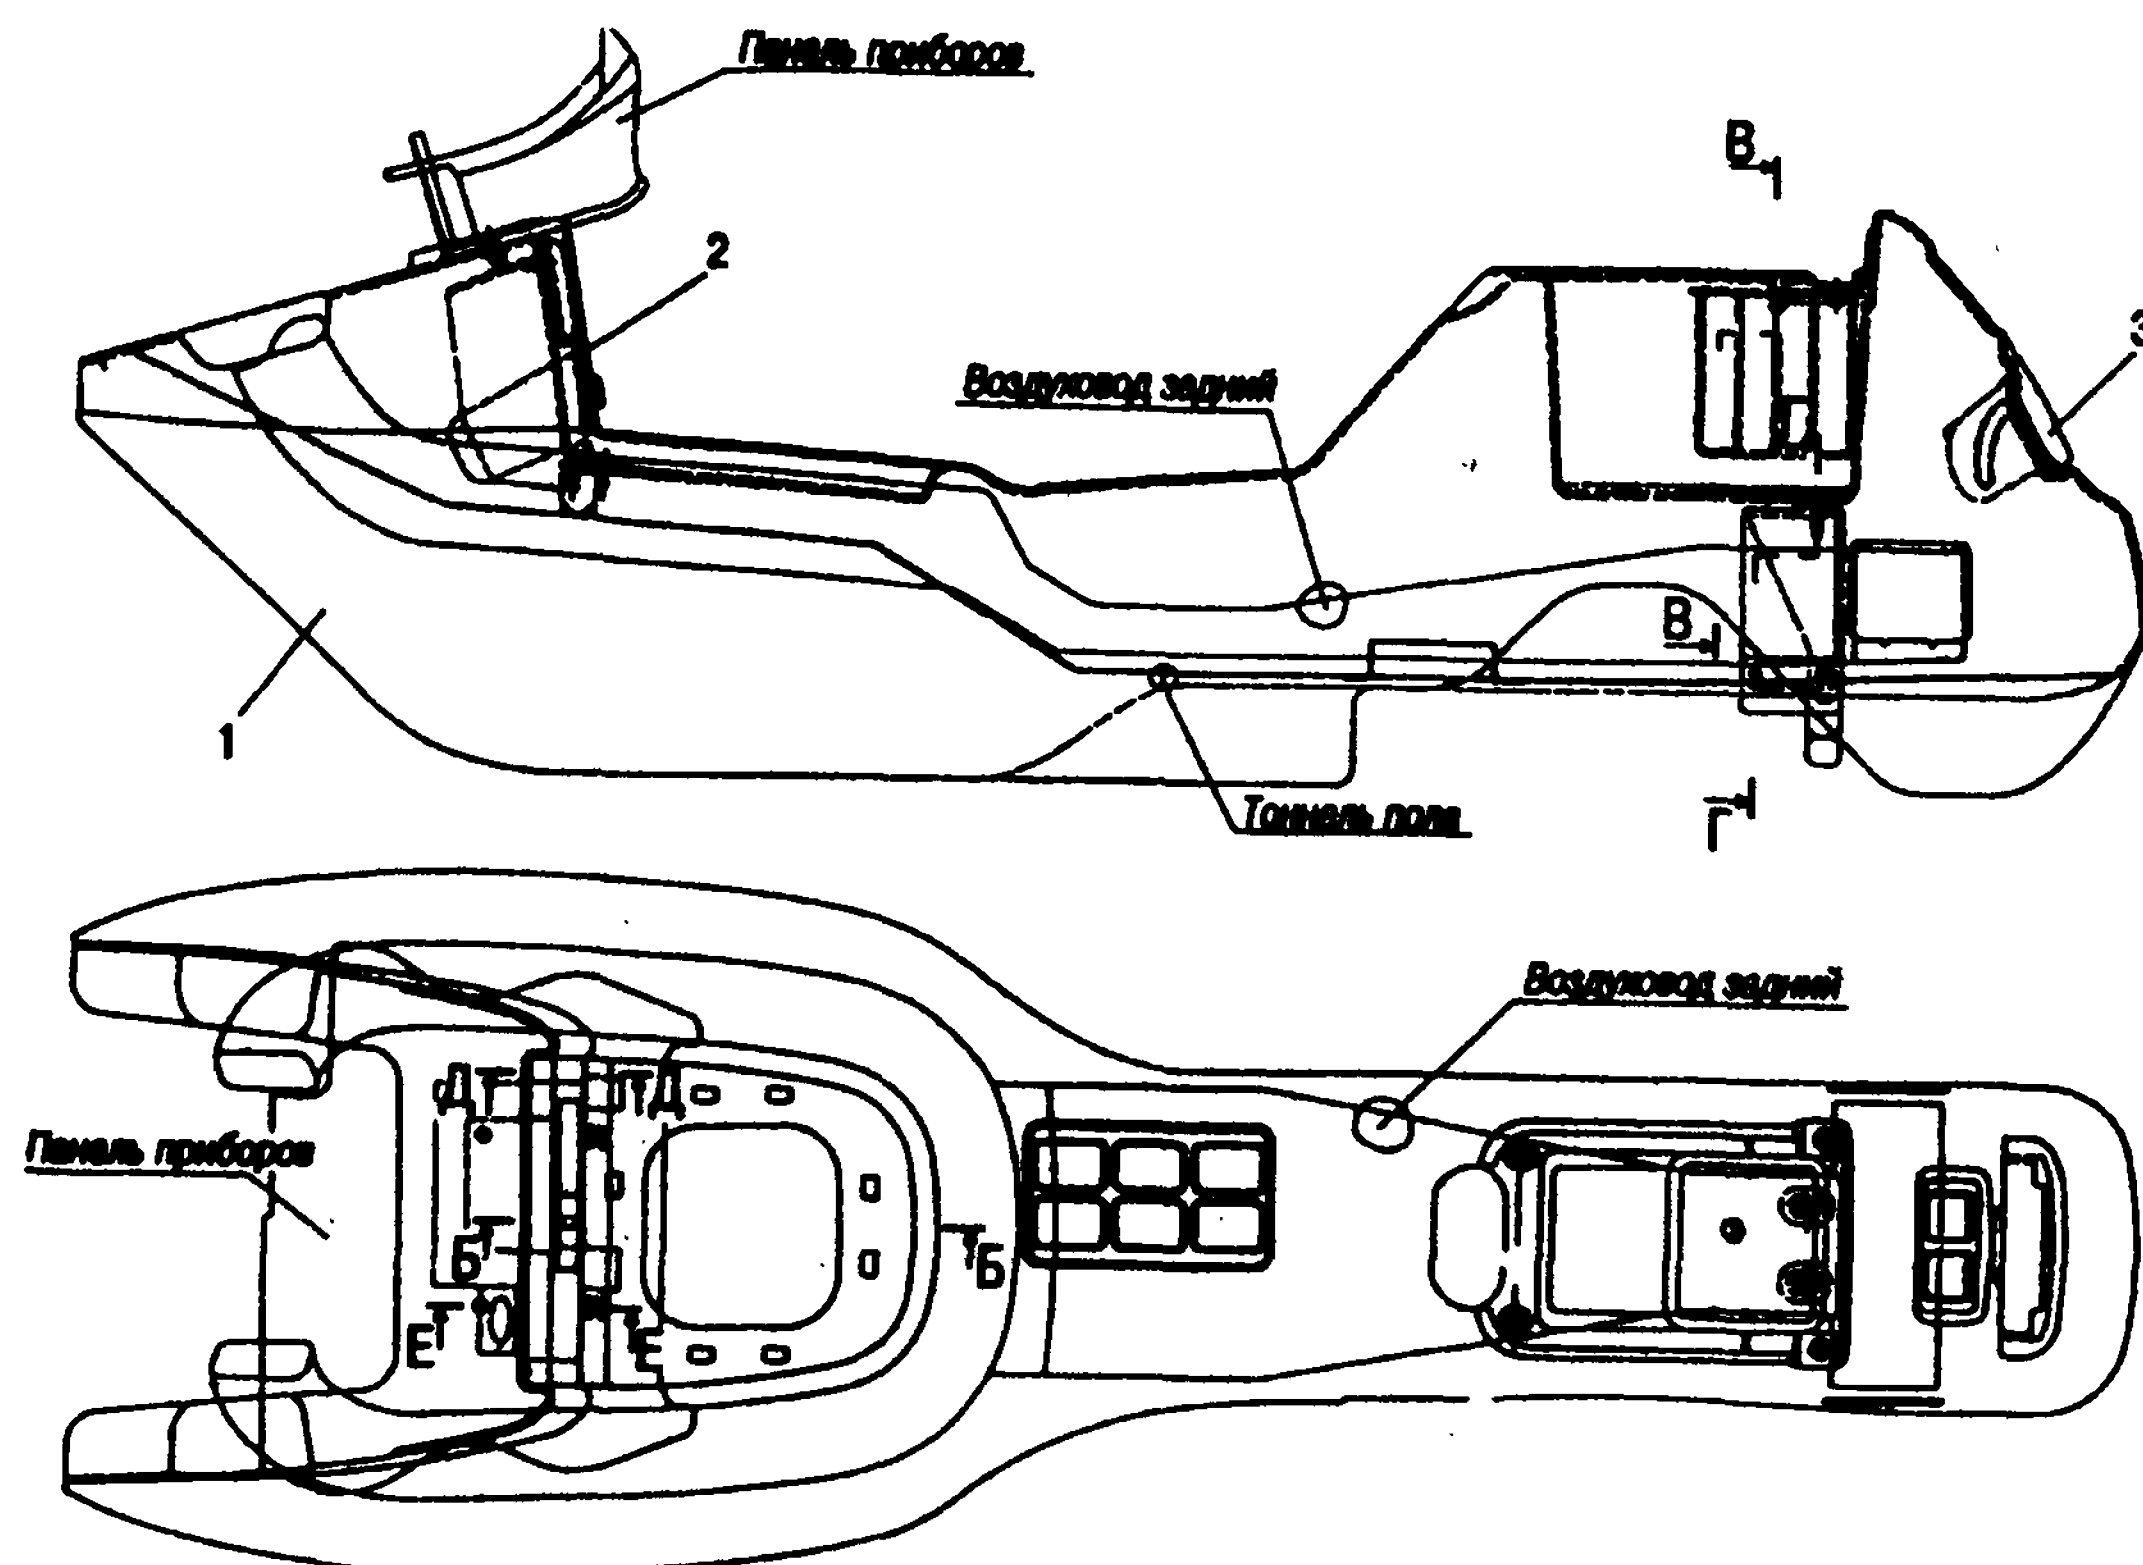 Панель приборов
В
2
3
Воздуховод задний
В
1
Тоннель пола
Г
Воздуховод задний
Д Д
Панель приборов
Б Б
Е Е